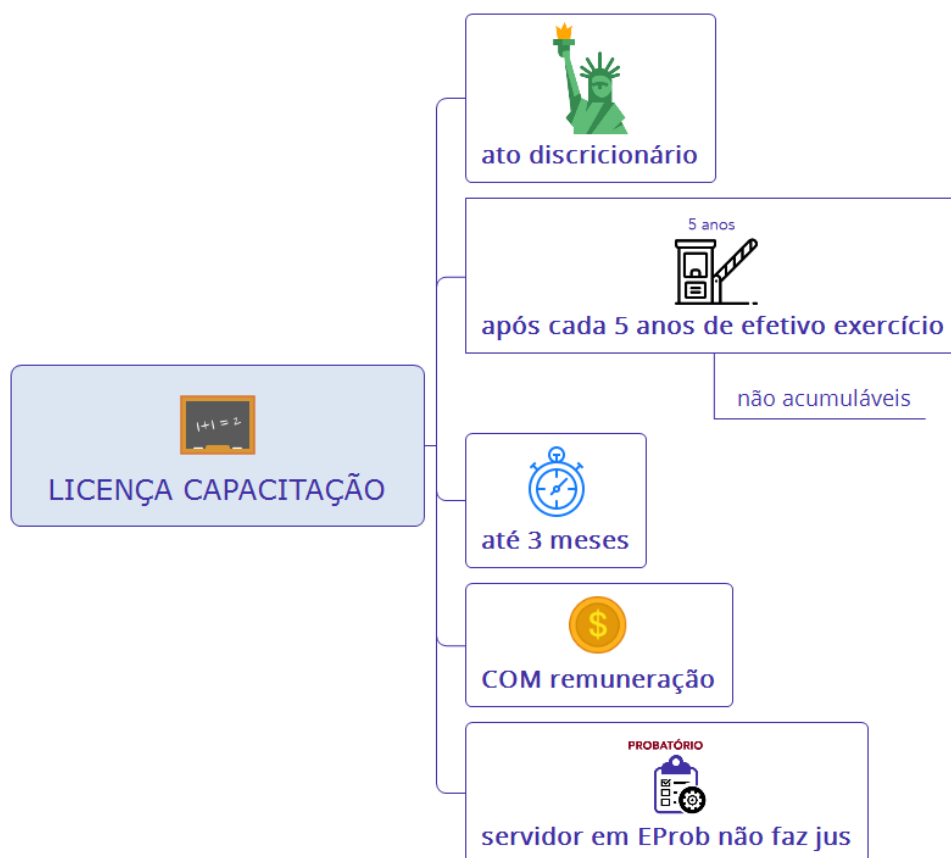 ato discricionário
5 anos
após cada 5 anos de efetivo exercício
não acumuláveis
1+1=2
LICENÇA CAPACITAÇÃO
até 3 meses
$
COM remuneração
PROBATÓRIO
servidor em EProb não faz jus